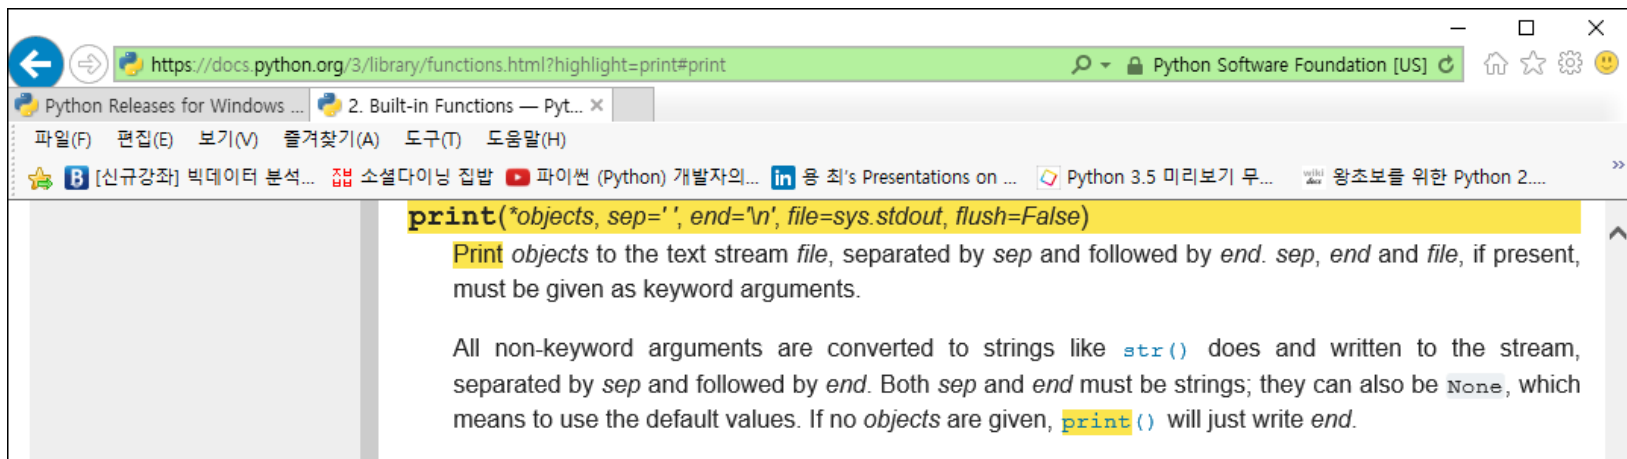 https://docs.python.org/3/library/functions.html?highlight=print#print Python Software Foundation [US]
Python Releases for Windows ... 2. Built-in Functions — Pyt...
파일(F) 편집(E) 보기(V) 즐겨찾기(A) 도구(T) 도움말(H)
[신규강좌] 빅데이터 분석... 집밥 소셜다이닝 집밥 파이썬 (Python) 개발자의... in 용 최's Presentations on ... Python 3.5 미리보기 무... wiki docs 왕초보를 위한 Python 2....
print(*objects, sep=' ', end='\n', file=sys.stdout, flush=False)
Print objects to the text stream file, separated by sep and followed by end. sep, end and file, if present,
must be given as keyword arguments.
All non-keyword arguments are converted to strings like str() does and written to the stream,
separated by sep and followed by end. Both sep and end must be strings; they can also be None, which
means to use the default values. If no objects are given, print() will just write end.